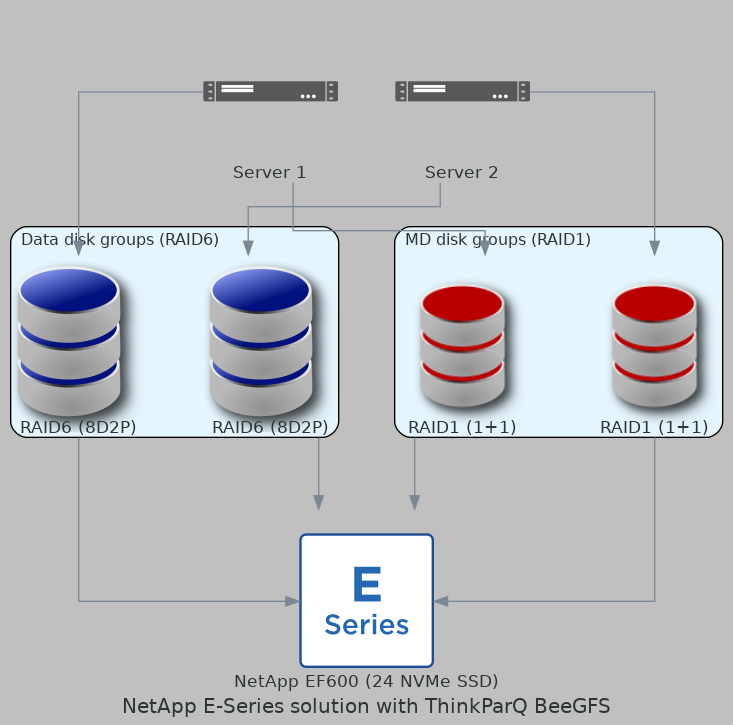 Server 1
Server 2
Data disk groups (RAID6)
MD disk groups (RAID1)
RAID6 (8D2P)
RAID6 (8D2P)
RAID1 (1+1)
RAID1 (1+1)
E
Series
NetApp EF600 (24 NVMe SSD)
NetApp E-Series solution with ThinkParQ BeeGFS